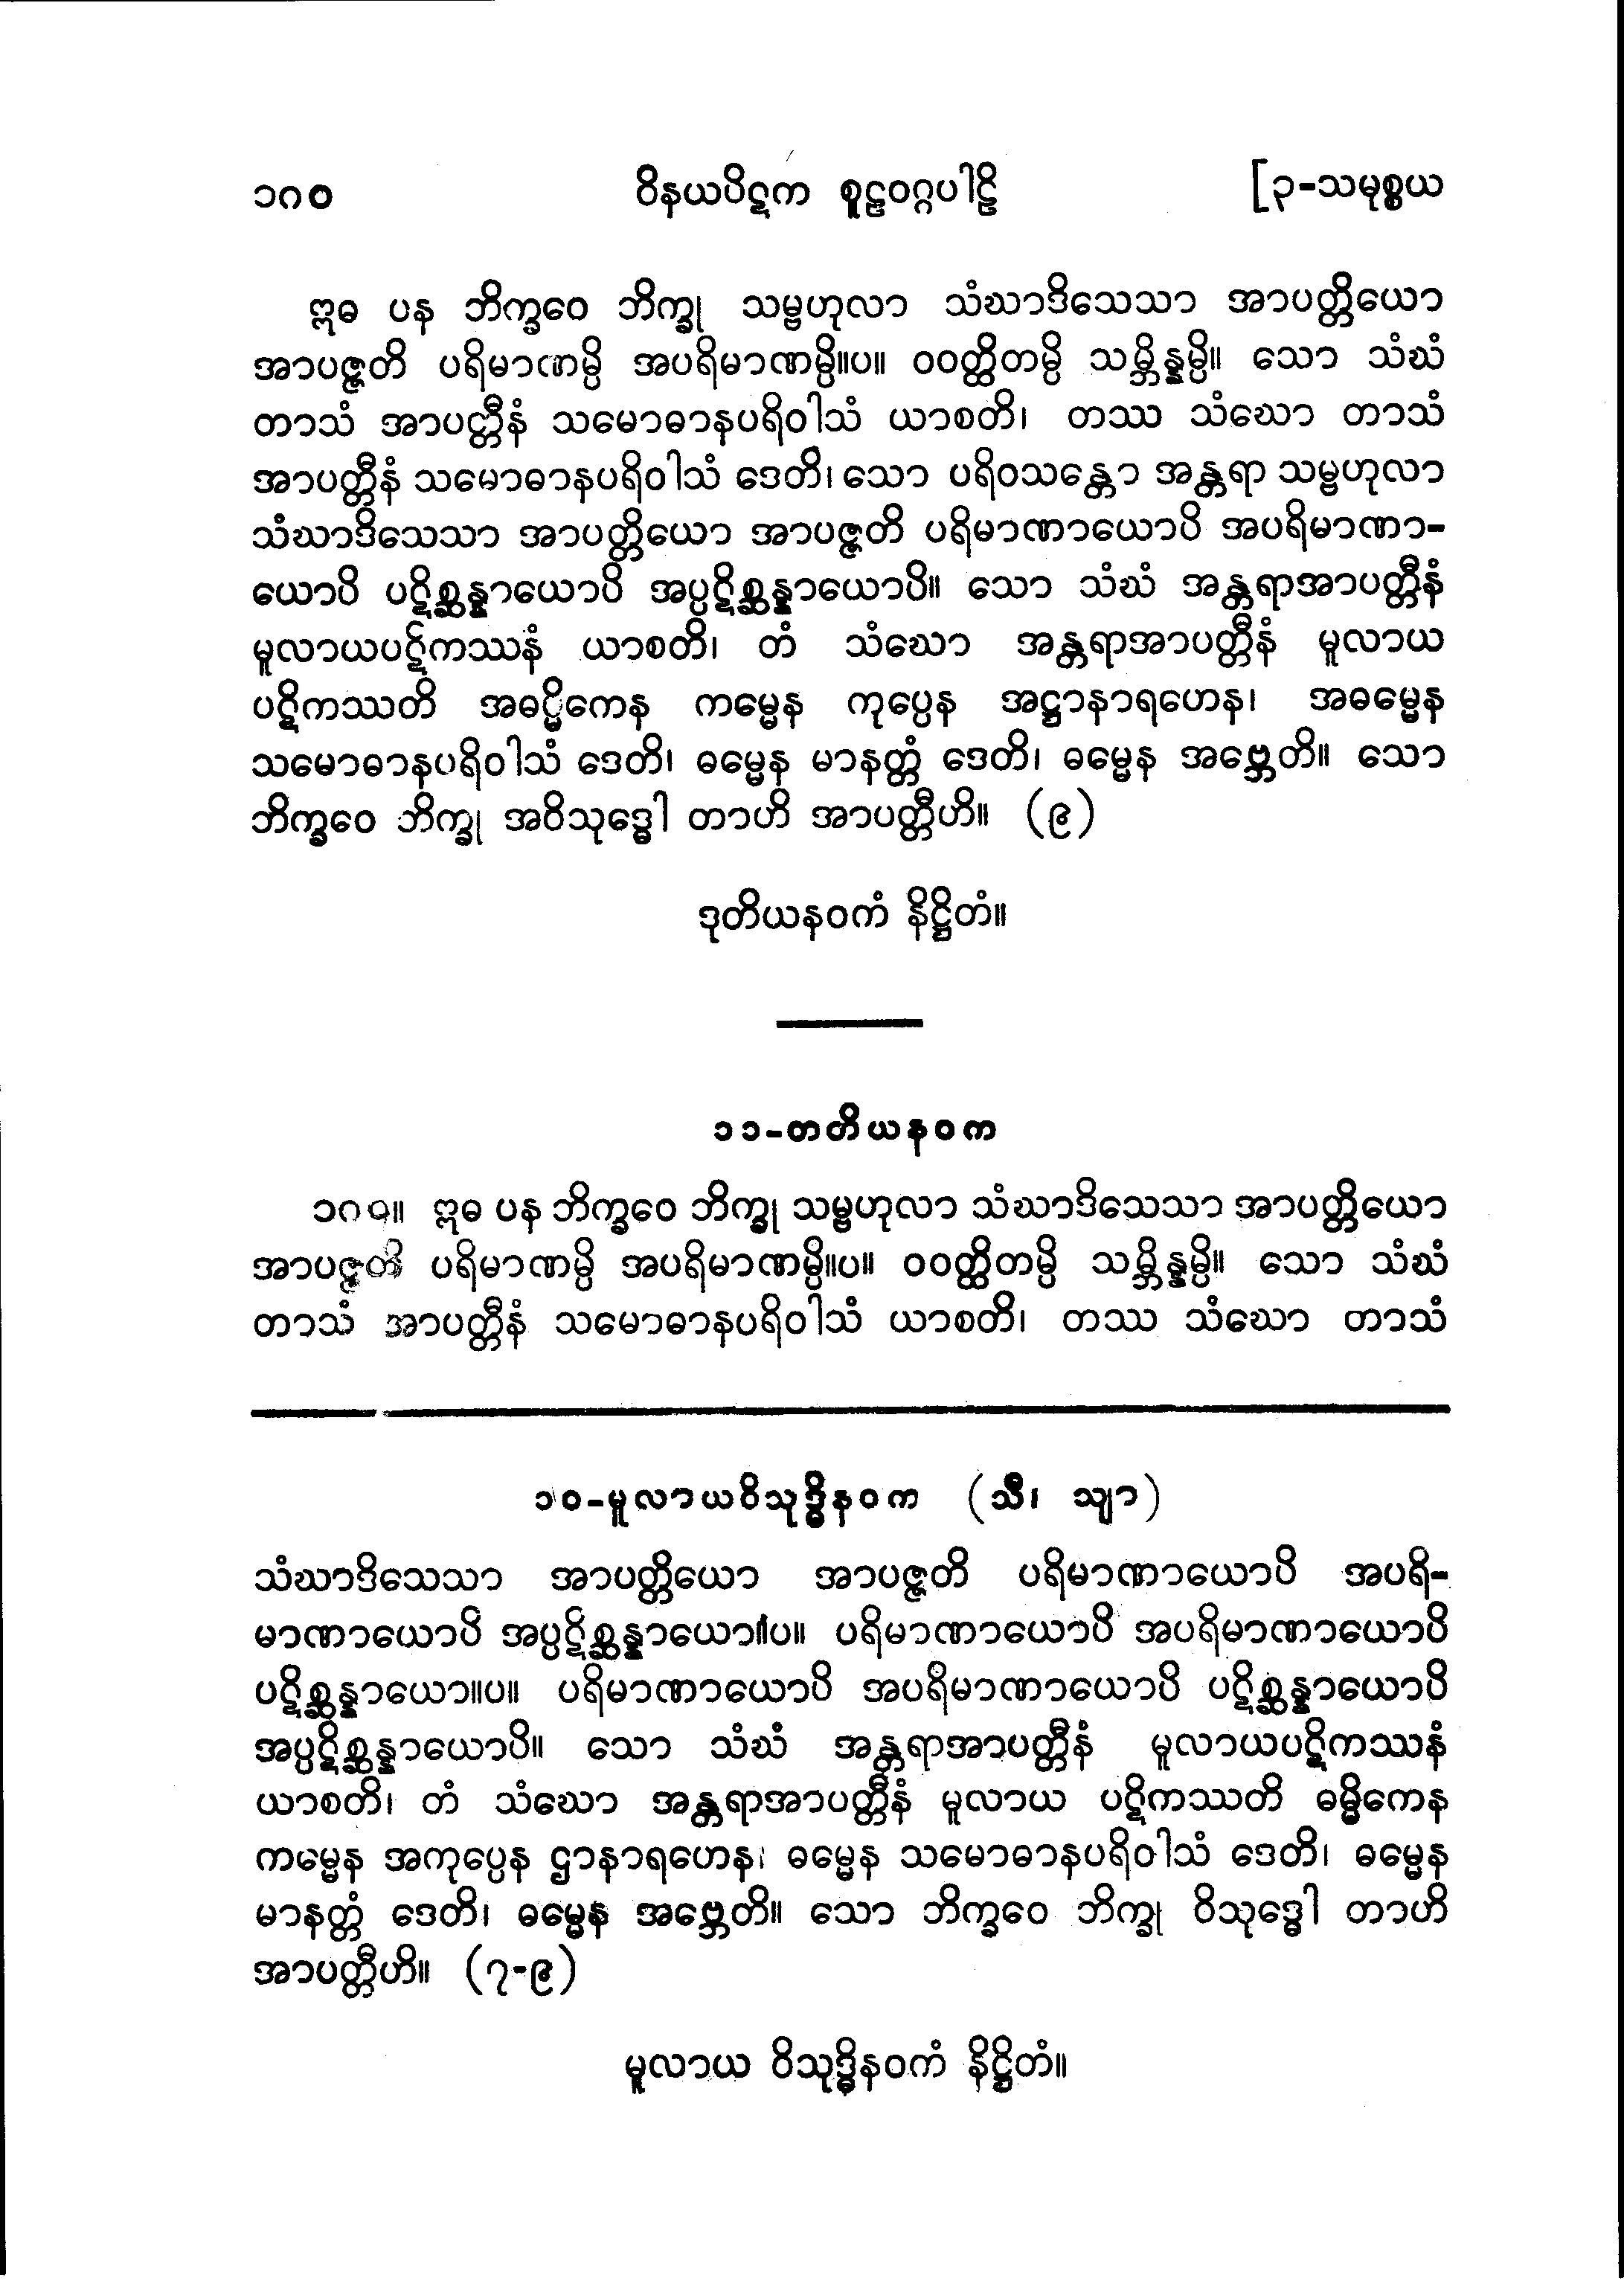 ၁၈၀ ဝိနယပိဋက စူဠဝဂ္ဂပါဠိ [၃-သမုစ္စယ
ဣဓ ပန ဘိက္ခဝေ ဘိက္ခု သမ္ဗဟုလာ သံဃာဒိသေသာ အာပတ္တိယော
အာပဇ္ဇတိ ပရိမာဏမ္ပိ အပရိမာဏမ္ပိ။ပ။ ဝဝတ္ထိတမ္ပိ သမ္ဘိန္နမ္ပိ။ သော သံဃံ
တာသံ အာပတ္တီနံ သမောဓာနပရိဝါသံ ယာစတိ၊ တဿ သံဃော တာသံ
အာပတ္တီနံ သမောဓာနပရိဝါသံ ဒေတိ၊ သော ပရိဝသန္တော အန္တရာ သမ္ဗဟုလာ
သံဃာဒိသေသာ အာပတ္တိယော အာပဇ္ဇတိ ပရိမာဏာယောပိ အပရိမာဏာ-
ယောပိ ပဋိစ္ဆန္နာယောပိ အပ္ပဋိစ္ဆန္နာယောပိ။ သော သံဃံ အန္တရာအာပတ္တီနံ
မူလာယပဋိကဿနံ ယာစတိ၊ တံ သံဃော အန္တရာအာပတ္တီနံ မူလာယ
ပဋိကဿတိ အဓမ္မိကေန ကမ္မေန ကုပ္ပေန အဋ္ဌာနာရဟေန၊ အဓမ္မေန
သမောဓာနပရိဝါသံ ဒေတိ၊ ဓမ္မေန မာနတ္တံ ဒေတိ၊ ဓမ္မေန အဗ္ဘေတိ။ သော
ဘိက္ခဝေ ဘိက္ခု အဝိသုဒ္ဓေါ တာဟိ အာပတ္တီဟိ။ (၉)
ဒုတိယနဝကံ နိဋ္ဌိတံ။
၁၁-တတိယနဝက
ဣဓ ပန ဘိက္ခဝေ ဘိက္ခု သမ္ဗဟုလာ သံဃာဒိသေသာ အာပတ္တိယော
အာပဇ္ဇတိ ပရိမာဏမ္ပိ အပရိမာဏမ္ပိ။ပ။ ဝဝတ္ထိတမ္ပိ သမ္ဘိန္နမ္ပိ။ သော သံဃံ
တာသံ အာပတ္တီနံ သမောဓာနပရိဝါသံ ယာစတိ၊ တဿ သံဃော တာသံ
၁၀-မူလာယဝိသုဒ္ဓိနဝက (သီ၊ သျာ)
သံဃာဒိသေသာ အာပတ္တိယော အာပဇ္ဇတိ ပရိမာဏာယောပိ အပရိ-
မာဏာယောပိ အပ္ပဋိစ္ဆန္နာယော။ပ။ ပရိမာဏာယောပိ အပရိမာဏာယောပိ
ပဋိစ္ဆန္နာယော။ပ။ ပရိမာဏာယောပိ အပရိမာဏာယောပိ ပဋိစ္ဆန္နာယောပိ
အပ္ပဋိစ္ဆန္နာယောပိ။ သော သံဃံ အန္တရာအာပတ္တီနံ မူလာယပဋိကဿနံ
ယာစတိ၊ တံ သံဃော အန္တရာအာပတ္တီနံ မူလာယ ပဋိကဿတိ ဓမ္မိကေန
ကမ္မေန အကုပ္ပေန ဌာနာရဟေန၊ ဓမ္မေန သမောဓာနပရိဝါသံ ဒေတိ၊ ဓမ္မေန
မာနတ္တံ ဒေတိ၊ ဓမ္မေန အဗ္ဘေတိ။ သော ဘိက္ခဝေ ဘိက္ခု ဝိသုဒ္ဓေါ တာဟိ
အာပတ္တီဟိ။ (၇-၉)
မူလာယ ဝိသုဒ္ဓိနဝကံ နိဋ္ဌိတံ။